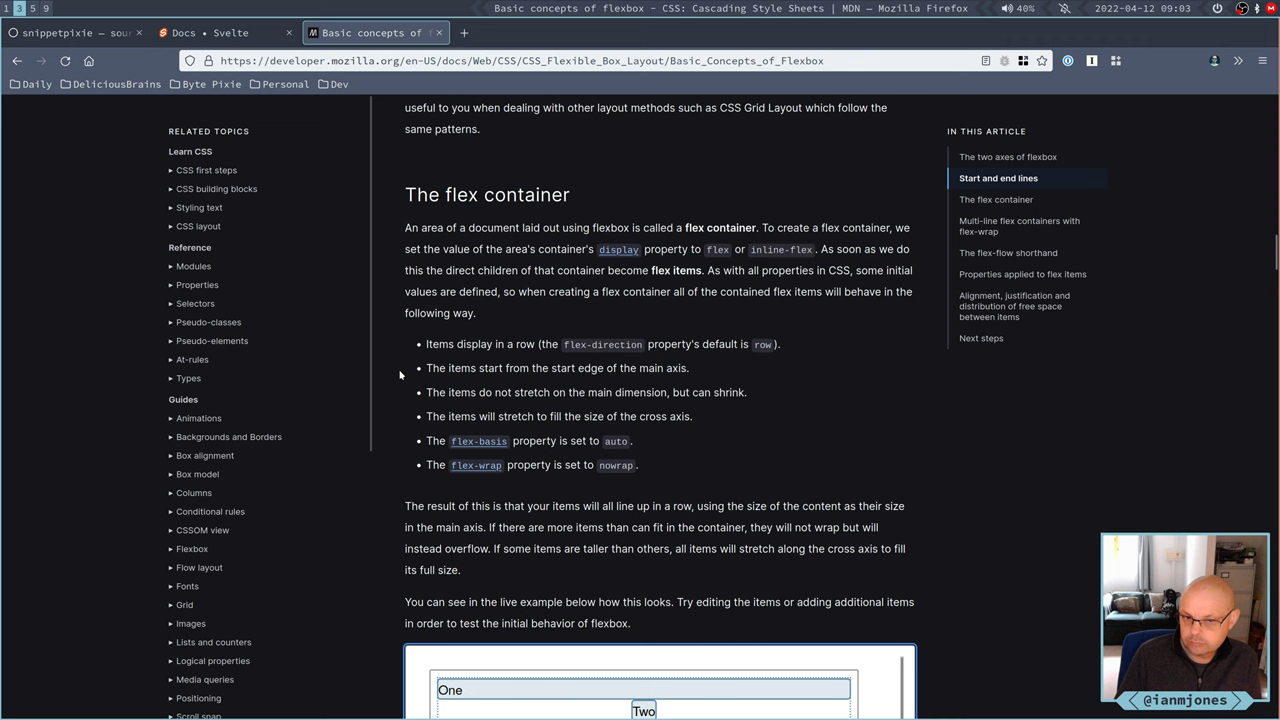 1 3 5 9
Basic concepts of flexbox - CSS: Cascading Style Sheets | MDN — Mozilla Firefox
40%
2022-04-12 09:03
snippetpixie — sour
Docs • Svelte
Basic concepts of f
https://developer.mozilla.org/en-US/docs/Web/CSS/CSS_Flexible_Box_Layout/Basic_Concepts_of_Flexbox
Daily DeliciousBrains Byte Pixie Personal Dev
RELATED TOPICS
Learn CSS
CSS first steps
CSS building blocks
Styling text
CSS layout
Reference
Modules
Properties
Selectors
Pseudo-classes
Pseudo-elements
At-rules
Types
Guides
Animations
Backgrounds and Borders
Box alignment
Box model
Columns
Conditional rules
CSSOM view
Flexbox
Flow layout
Fonts
Grid
Images
Lists and counters
Logical properties
Media queries
Positioning
Scroll snap
useful to you when dealing with other layout methods such as CSS Grid Layout which follow the
same patterns.
The flex container
An area of a document laid out using flexbox is called a flex container. To create a flex container, we
set the value of the area's container's display property to flex or inline-flex. As soon as we do
this the direct children of that container become flex items. As with all properties in CSS, some initial
values are defined, so when creating a flex container all of the contained flex items will behave in the
following way.
• Items display in a row (the flex-direction property's default is row).
• The items start from the start edge of the main axis.
• The items do not stretch on the main dimension, but can shrink.
• The items will stretch to fill the size of the cross axis.
• The flex-basis property is set to auto.
• The flex-wrap property is set to nowrap.
The result of this is that your items will all line up in a row, using the size of the content as their size
in the main axis. If there are more items than can fit in the container, they will not wrap but will
instead overflow. If some items are taller than others, all items will stretch along the cross axis to fill
its full size.
You can see in the live example below how this looks. Try editing the items or adding additional items
in order to test the initial behavior of flexbox.
One
Two
IN THIS ARTICLE
The two axes of flexbox
Start and end lines
The flex container
Multi-line flex containers with
flex-wrap
The flex-flow shorthand
Properties applied to flex items
Alignment, justification and
distribution of free space
between items
Next steps
@ianmjones